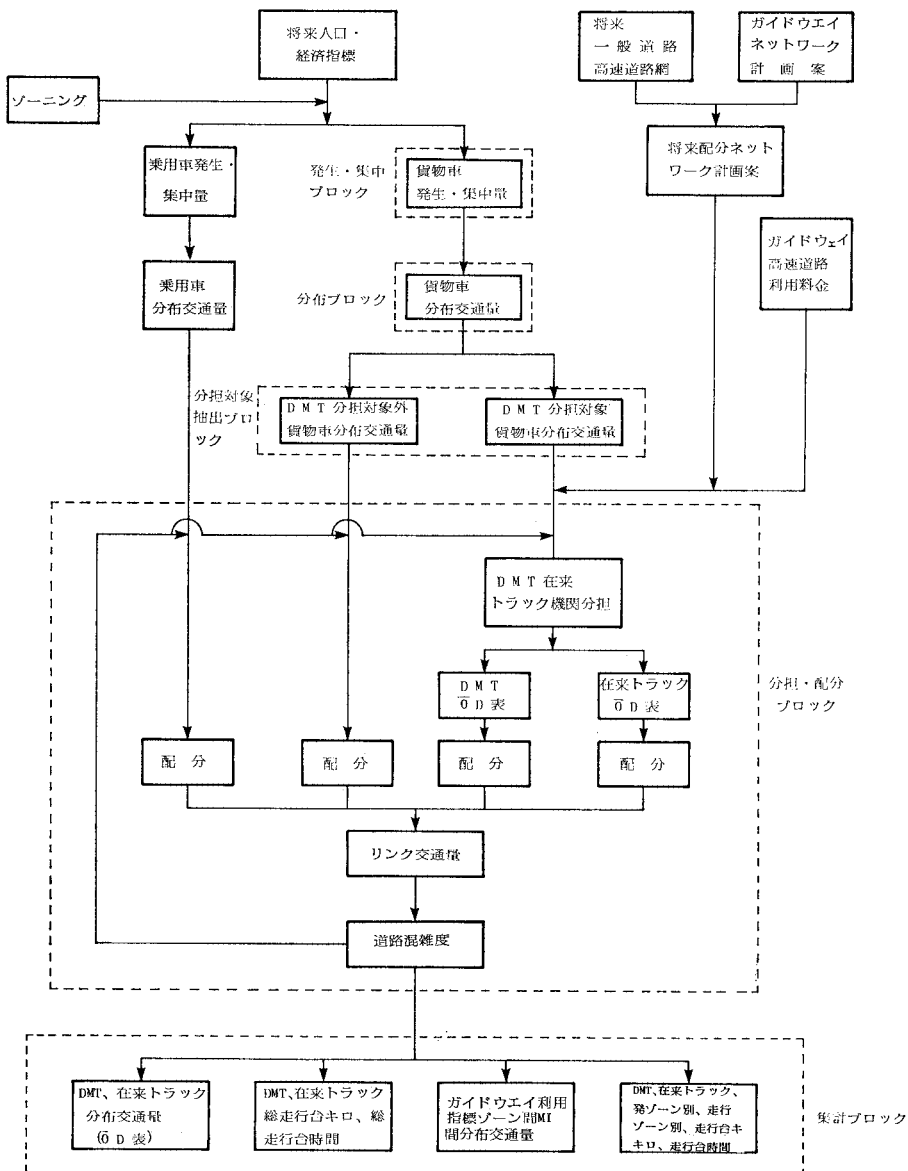 将来人口・
経済指標
将来
一般道路
高速道路網
ガイドウエイ
ネットワーク
計画案
ゾーニング
乗用車発生・
集中量
発生・集中
ブロック
貨物車
発生・集中量
将来配分ネット
ワーク計画案
ガイドウェイ
高速道路
利用料金
乗用車
分布交通量
分布ブロック
貨物車
分布交通量
分担対象
抽出ブロ
ック
DMT分担対象外
貨物車分布交通量
DMT分担対象
貨物車分布交通量
DMT在来
トラック機関分担
DMT
ŌD表
在来トラック
ŌD表
分担・配分
ブロック
配分
配分
配分
配分
リンク交通量
道路混雑度
DMT、在来トラック
分布交通量
(ŌD表)
DMT、在来トラック
総走行台キロ、総
走行台時間
ガイドウエイ利用
指標ゾーン間MI
間分布交通量
DMT、在来トラック、
発ゾーン別、走行
ゾーン別、走行台キ
キロ、走行台時間
集計ブロック